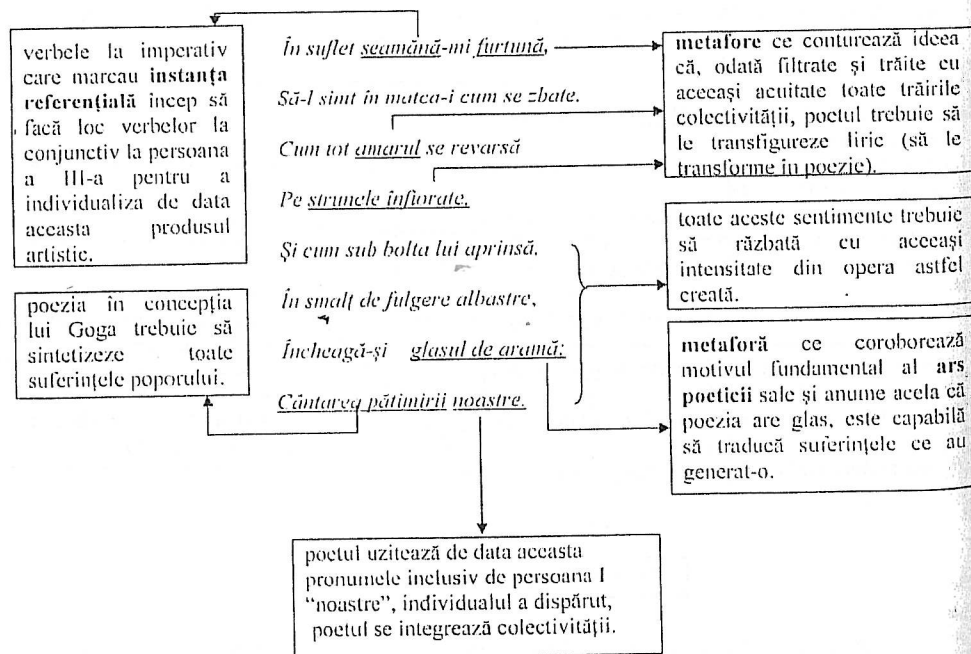 verbele la imperativ
care marcau instanța
referențială încep să
facă loc verbelor la
conjunctiv la persoana
a III-a pentru a
individualiza de data
aceasta produsul
artistic.
poezia în concepția
lui Goga trebuie să
sintetizeze toate
suferințele poporului.
În suflet seamănă-mi furtună,
Să-l simt în matca-i cum se zbate.
Cum tot amarul se revarsă
Pe strunele înfiorate,
Și cum sub bolta lui aprinsă.
În smalț de fulgere albastre,
Încheagă-și glasul de aramă:
Cântarea pătimirii noastre.
metafore ce conturează ideea
că, odată filtrate și trăite cu
aceeași acuitate toate trăirile
colectivității, poetul trebuie să
le transfigureze liric (să le
transforme în poezie).
toate aceste sentimente trebuie
să răzbată cu aceeași
intensitate din opera astfel
creată.
metaforă ce coroborează
motivul fundamental al ars
poeticii sale și anume acela că
poezia are glas, este capabilă
să traducă suferințele ce au
generat-o.
poetul uzitează de data aceasta
pronumele inclusiv de persoana I
"noastre", individualul a dispărut,
poetul se integrează colectivității.